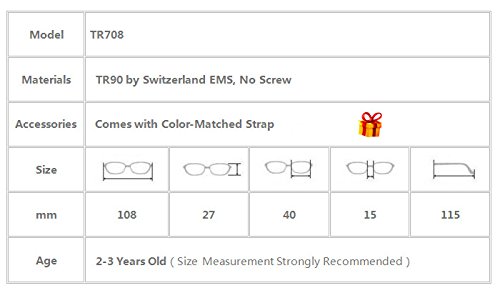 Model TR708
Materials TR90 by Switzerland EMS, No Screw
Accessories Comes with Color-Matched Strap
Size
mm 108 27 40 15 115
Age 2-3 Years Old ( Size Measurement Strongly Recommended )